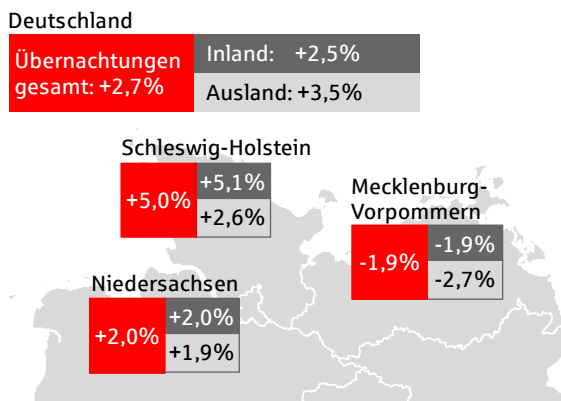 Deutschland
Übernachtungen
gesamt: +2,7%
Inland: +2,5%
Ausland: +3,5%
Schleswig-Holstein
+5,0%
+5,1%
+2,6%
Mecklenburg-
Vorpommern
-1,9%
-1,9%
-2,7%
Niedersachsen
+2,0%
+2,0%
+1,9%